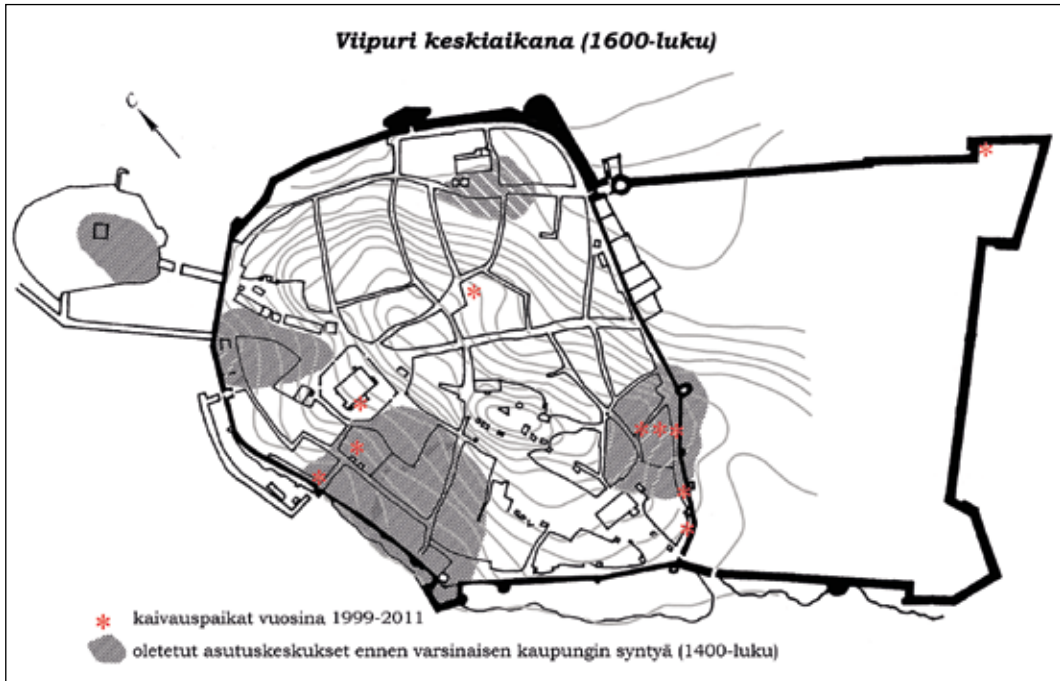 Viipuri keskiaikana (1600-luku)
C
* kaivauspaikat vuosina 1999-2011
oletetut asutuskeskukset ennen varsinaisen kaupungin syntyä (1400-luku)